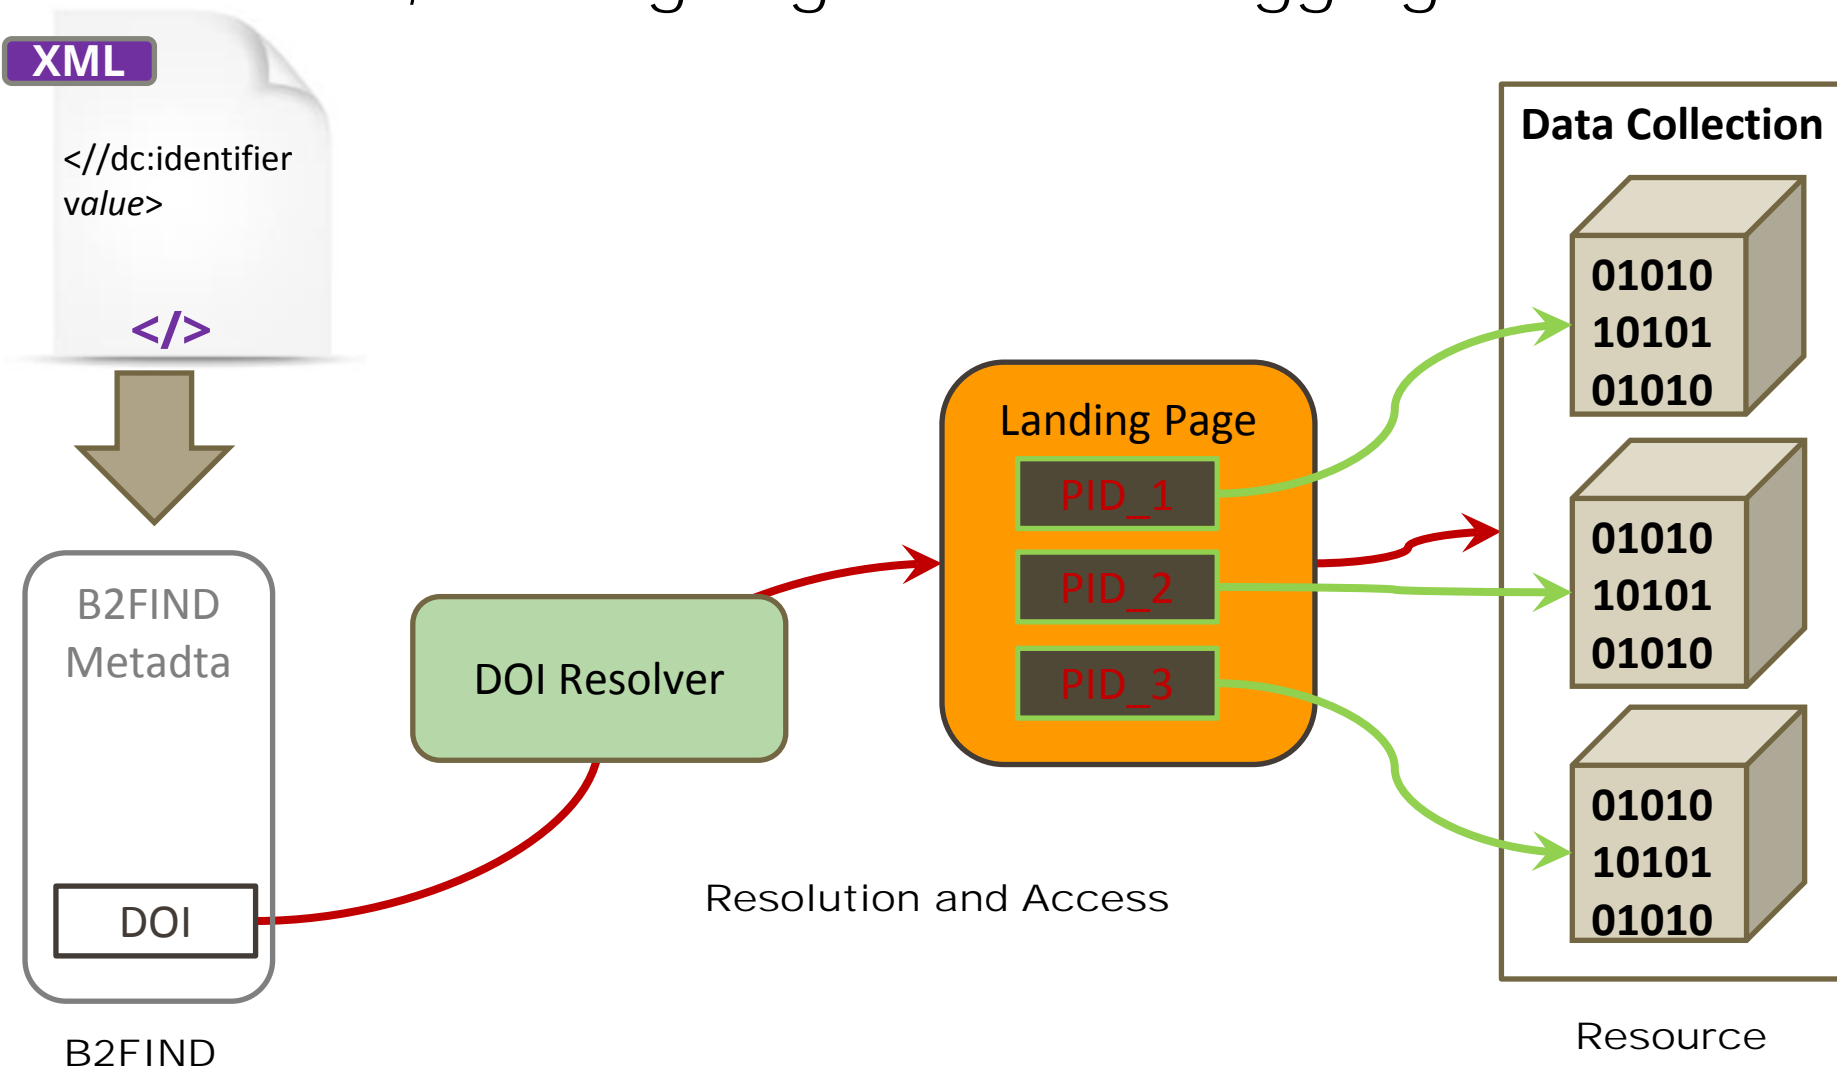 XML
<//dc:identifier
value>
</>
B2FIND
Metadta
DOI
B2FIND
DOI Resolver
Resolution and Access
Landing Page
PID_1
PID_2
PID_3
Data Collection
01010
10101
01010
01010
10101
01010
01010
10101
01010
Resource